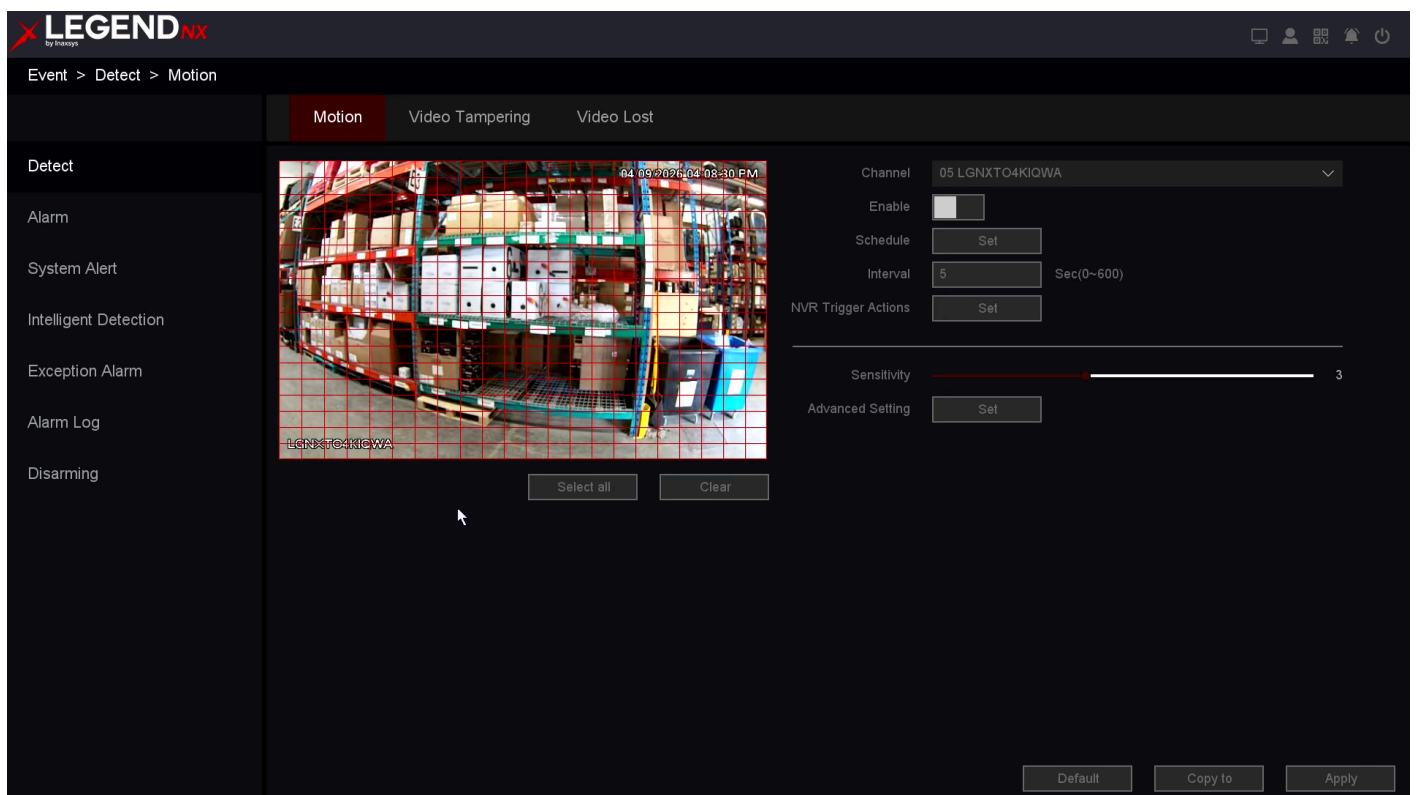 LEGEND NX
by Inaxsys
Event > Detect > Motion
Motion Video Tampering Video Lost
Detect
Alarm
System Alert
Intelligent Detection
Exception Alarm
Alarm Log
Disarming
04-09-2026 04:08:30 PM
LGNXTO4KIQWA
Select all Clear
Channel 05 LGNXTO4KIQWA
Enable
Schedule Set
Interval 5 Sec(0~600)
NVR Trigger Actions Set
Sensitivity 3
Advanced Setting Set
Default Copy to Apply